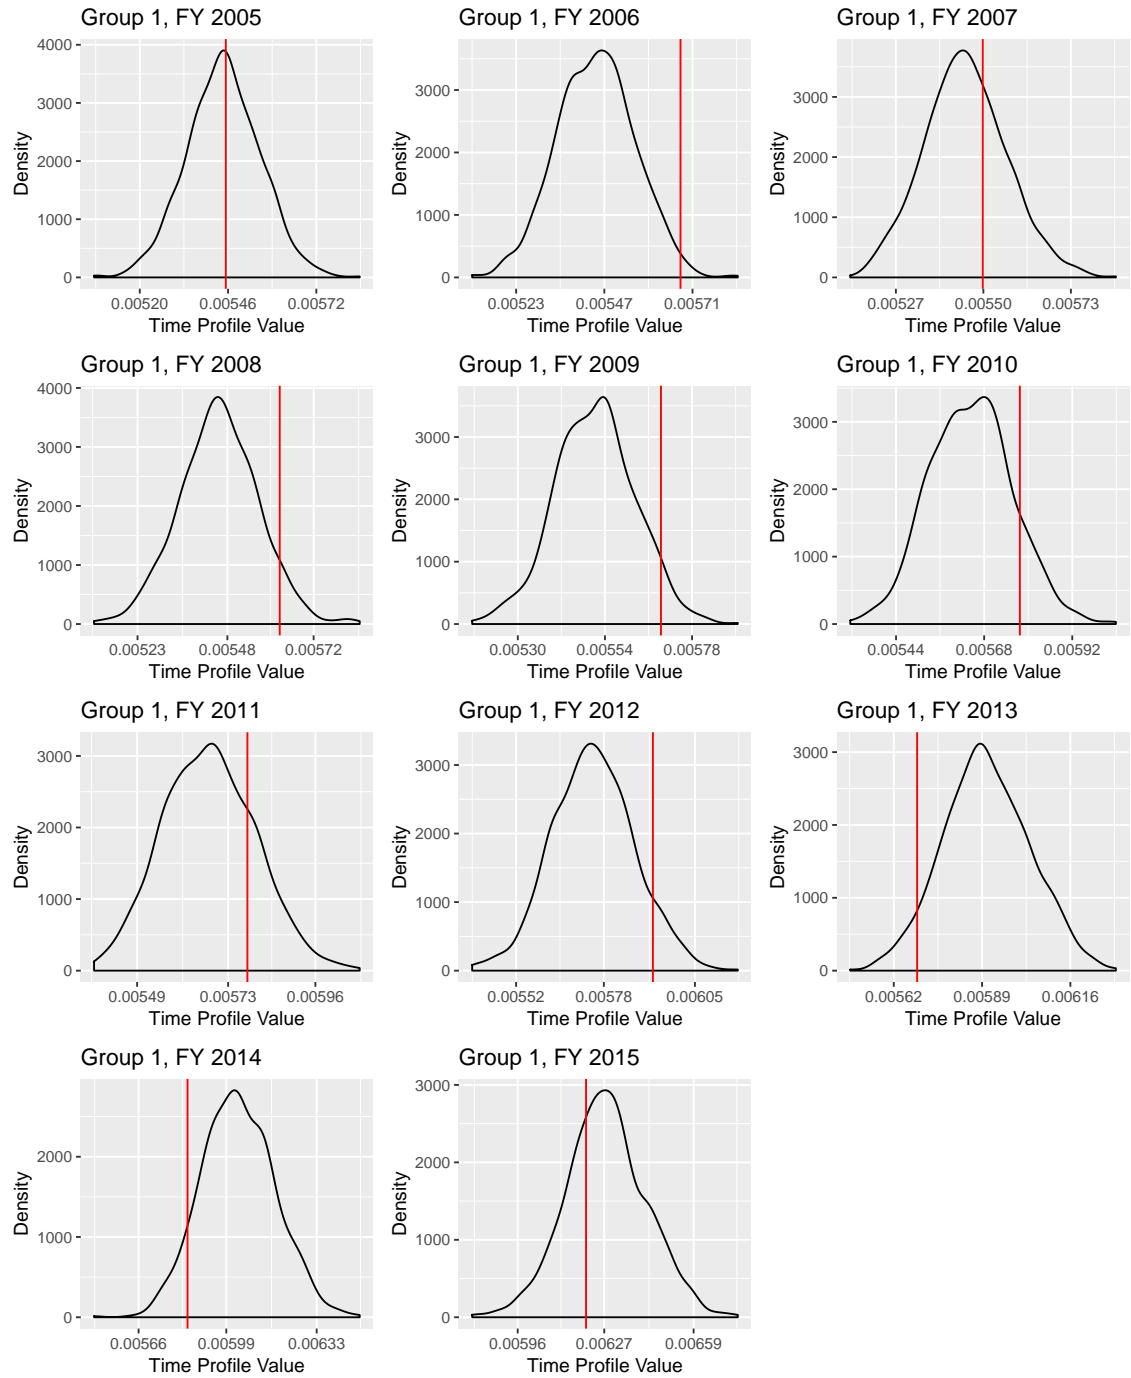 Group 1, FY 2005
Group 1, FY 2006
Group 1, FY 2007
Density
4000
3000
2000
1000
0
0.00520 0.00546 0.00572
Time Profile Value
Density
3000
2000
1000
0
0.00523 0.00547 0.00571
Time Profile Value
Density
3000
2000
1000
0
0.00527 0.00550 0.00573
Time Profile Value
Group 1, FY 2008
Group 1, FY 2009
Group 1, FY 2010
Density
4000
3000
2000
1000
0
0.00523 0.00548 0.00572
Time Profile Value
Density
3000
2000
1000
0
0.00530 0.00554 0.00578
Time Profile Value
Density
3000
2000
1000
0
0.00544 0.00568 0.00592
Time Profile Value
Group 1, FY 2011
Group 1, FY 2012
Group 1, FY 2013
Density
3000
2000
1000
0
0.00549 0.00573 0.00596
Time Profile Value
Density
3000
2000
1000
0
0.00552 0.00578 0.00605
Time Profile Value
Density
3000
2000
1000
0
0.00562 0.00589 0.00616
Time Profile Value
Group 1, FY 2014
Group 1, FY 2015
Density
2000
1000
0
0.00566 0.00599 0.00633
Time Profile Value
Density
3000
2000
1000
0
0.00596 0.00627 0.00659
Time Profile Value